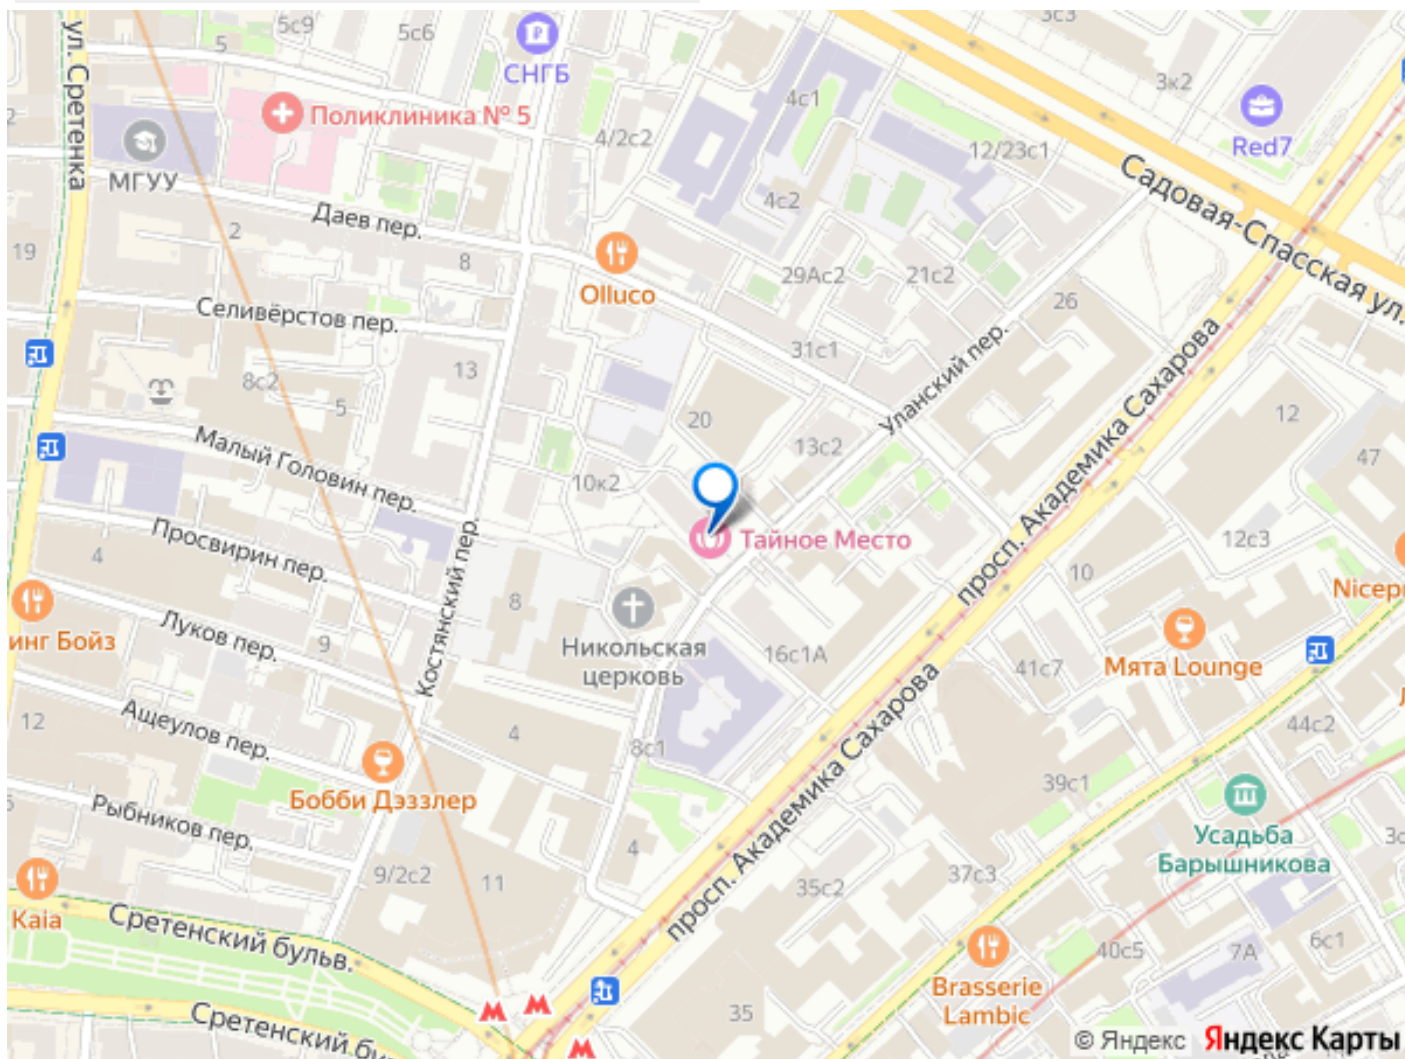 5с9
5с6
3с3
5
СНГБ
3к2
ул. Сретенка
4с1
Поликлиника № 5
4/2с2
Red7
12/23с1
МГУУ
Садовая-Спасская ул.
4с2
Даев пер.
2
19
8
29Ас2
21с2
Olluco
26
Селивёрстов пер.
31с1
Уланский пер.
просп. Академика Сахарова
13
8с2
5
20
12
13с2
Малый Головин пер.
47
10к2
Просвирин пер.
Тайное Место
12с3
4
Костянский пер.
10
8
Луков пер.
9
инг Бойз
Никольская
церковь
16с1А
41с7
Мята Lounge
просп. Академика Сахарова
Ащеулов пер.
12
4
8с1
44с2
Бобби Дэззлер
39с1
Усадьба
Барышникова
Рыбников пер.
4
9/2с2
11
35с2
37с3
Kaia
Сретенский бульв.
40с5
7А
6с1
Brasserie
Lambic
35
© Яндекс Яндекс Карты